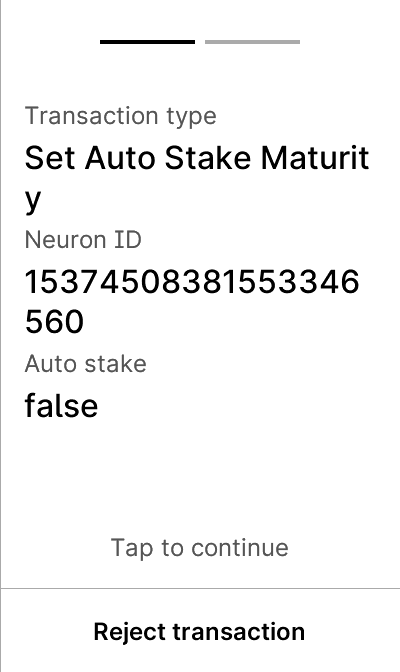 Transaction type
Set Auto Stake Maturit
y
Neuron ID
15374508381553346
560
Auto stake
false
Tap to continue
Reject transaction